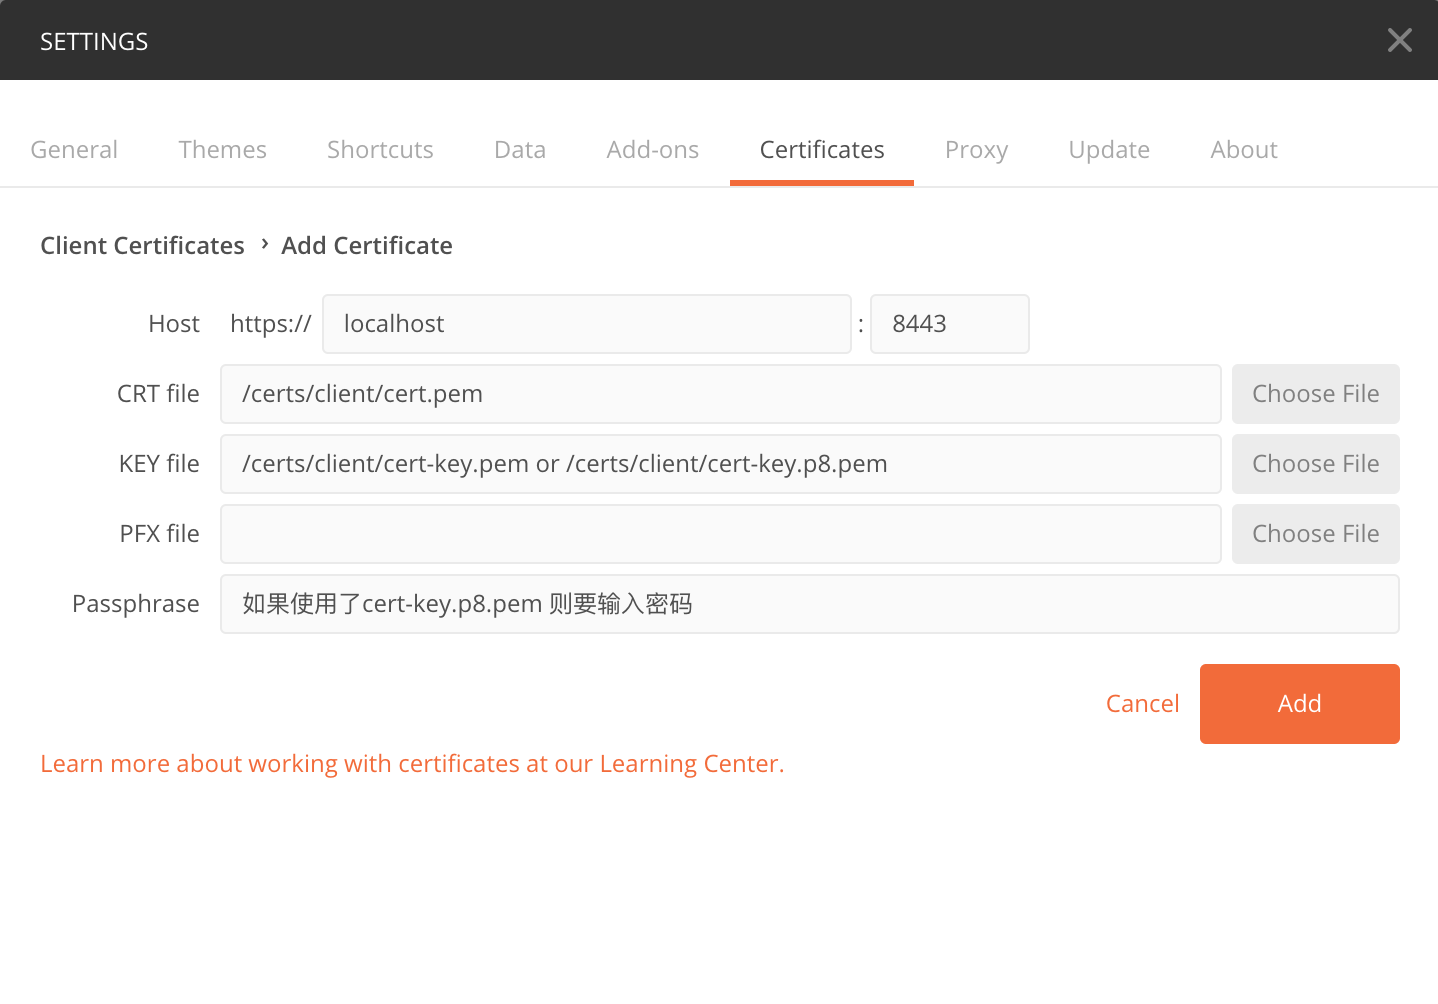 SETTINGS
General Themes Shortcuts Data Add-ons Certificates Proxy Update About
Client Certificates › Add Certificate
Host https:// localhost : 8443
CRT file /certs/client/cert.pem Choose File
KEY file /certs/client/cert-key.pem or /certs/client/cert-key.p8.pem Choose File
PFX file Choose File
Passphrase 如果使用了cert-key.p8.pem 则要输入密码
Cancel Add
Learn more about working with certificates at our Learning Center.